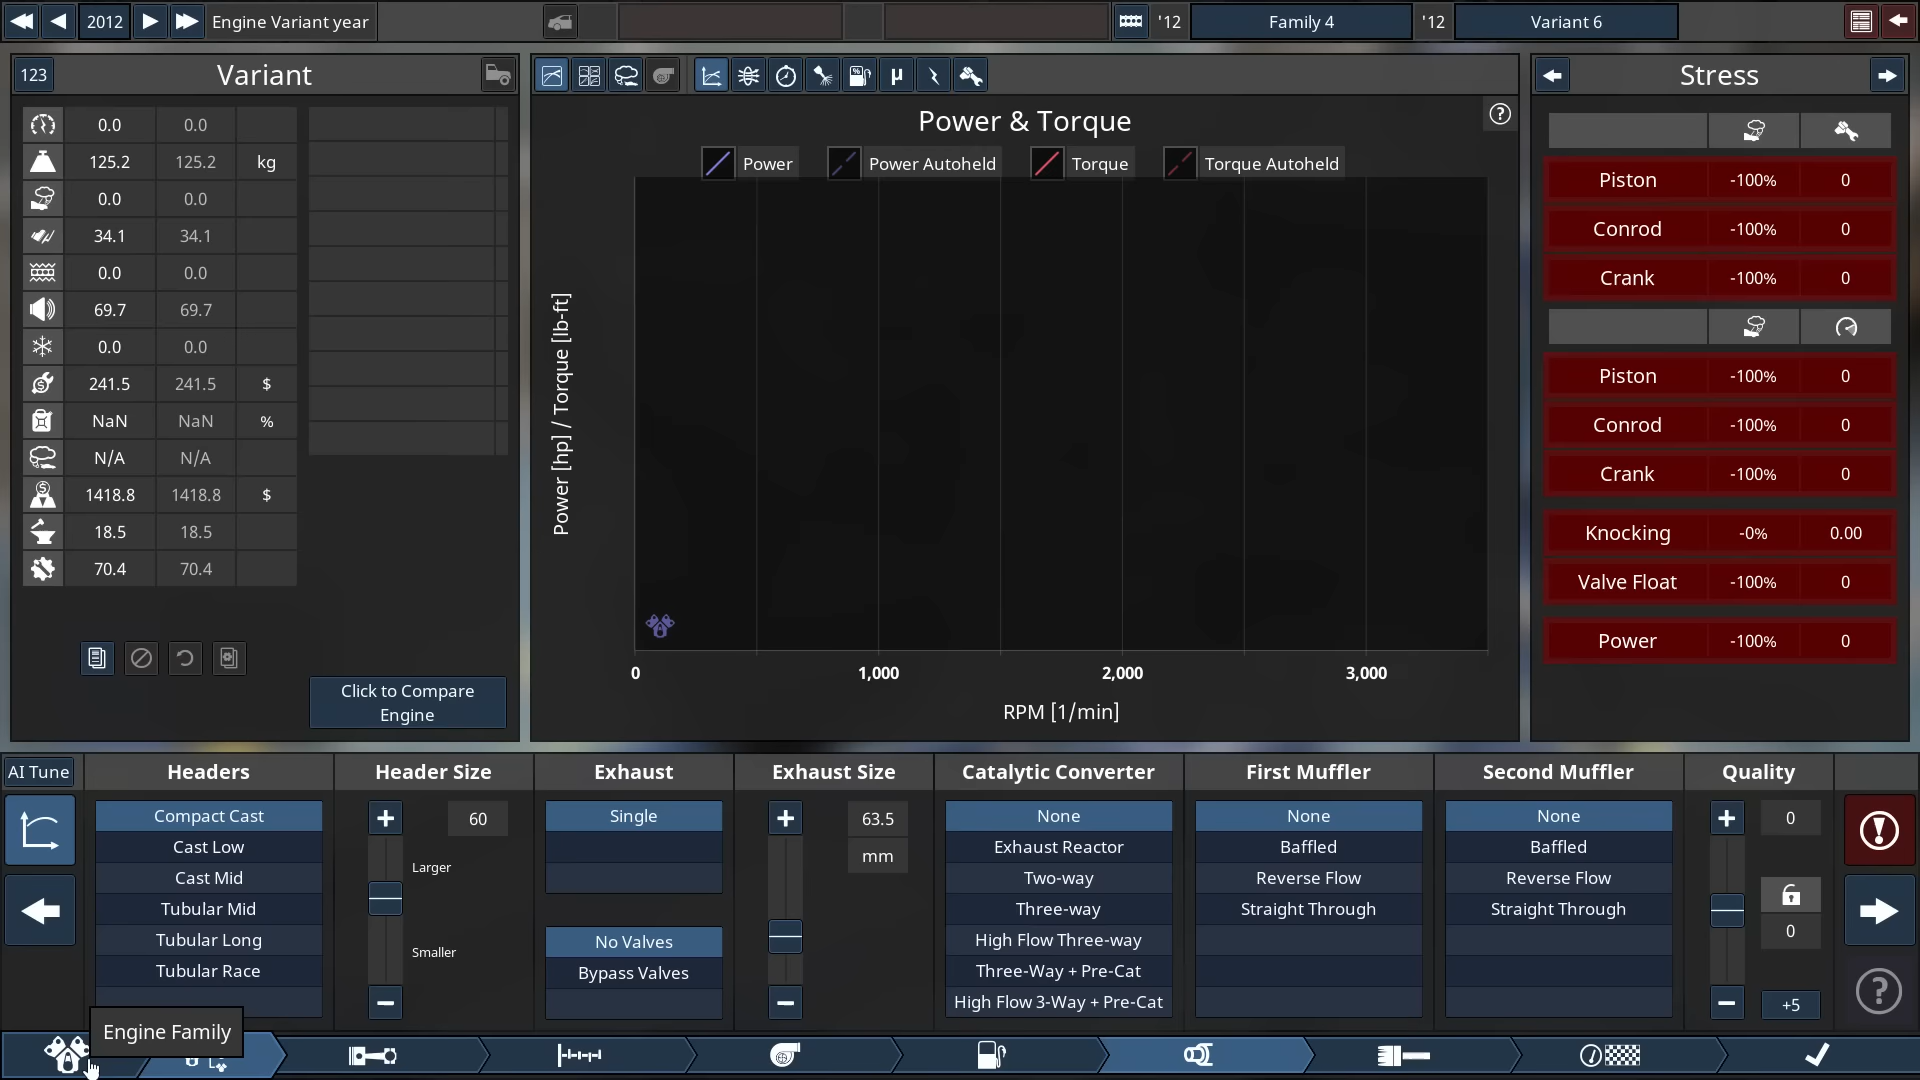 2012
Engine Variant year
'12
Family 4
'12
Variant 6
123
Variant
Stress
0.0 0.0
125.2 125.2 kg
0.0 0.0
34.1 34.1
0.0 0.0
69.7 69.7
0.0 0.0
241.5 241.5 $
NaN NaN %
N/A N/A
1418.8 1418.8 $
18.5 18.5
70.4 70.4
Click to Compare
Engine
Power & Torque
?
Power
Power Autoheld
Torque
Torque Autoheld
Power [hp] / Torque [lb-ft]
0 1,000 2,000 3,000
RPM [1/min]
Piston -100% 0
Conrod -100% 0
Crank -100% 0
Piston -100% 0
Conrod -100% 0
Crank -100% 0
Knocking -0% 0.00
Valve Float -100% 0
Power -100% 0
AI Tune
Headers
Compact Cast
Cast Low
Cast Mid
Tubular Mid
Tubular Long
Tubular Race
Header Size
60
Larger
Smaller
Exhaust
Single
No Valves
Bypass Valves
Exhaust Size
63.5
mm
Catalytic Converter
None
Exhaust Reactor
Two-way
Three-way
High Flow Three-way
Three-Way + Pre-Cat
High Flow 3-Way + Pre-Cat
First Muffler
None
Baffled
Reverse Flow
Straight Through
Second Muffler
None
Baffled
Reverse Flow
Straight Through
Quality
0
0
+5
?
Engine Family